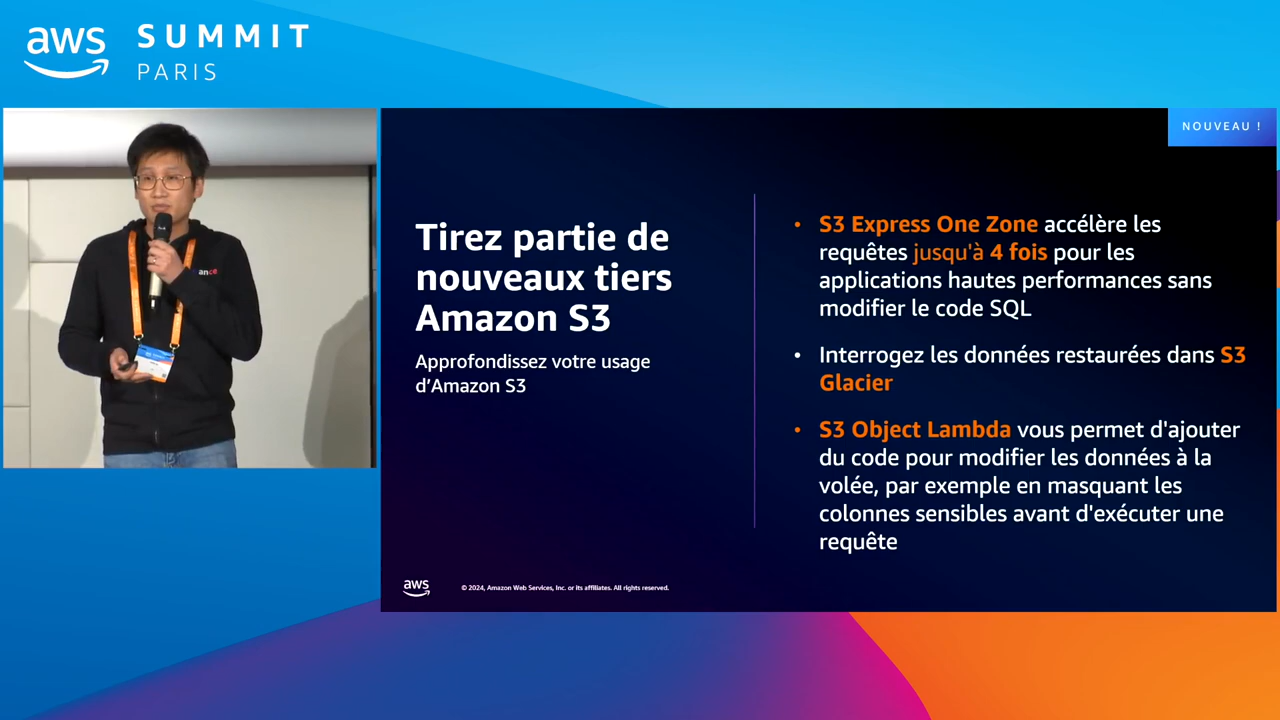 aws
SUMMIT
PARIS
NOUVEAU !
Tirez partie de
nouveaux tiers
Amazon S3
Approfondissez votre usage
d’Amazon S3
• S3 Express One Zone accélère les
requêtes jusqu'à 4 fois pour les
applications hautes performances sans
modifier le code SQL
• Interrogez les données restaurées dans S3
Glacier
• S3 Object Lambda vous permet d'ajouter
du code pour modifier les données à la
volée, par exemple en masquant les
colonnes sensibles avant d'exécuter une
requête
aws
© 2024, Amazon Web Services, Inc. or its affiliates. All rights reserved.
ance